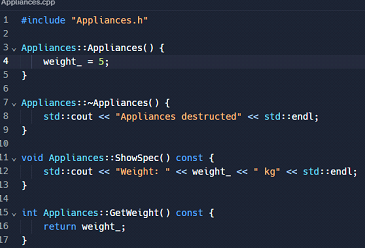 Appliances.cpp
1 #include "Appliances.h"
2
3 Appliances::Appliances() {
4 weight_ = 5;
5 }
6
7 Appliances::~Appliances() {
8 std::cout << "Appliances destructed" << std::endl;
9 }
10
11 void Appliances::ShowSpec() const {
12 std::cout << "Weight: " << weight_ << " kg" << std::endl;
13 }
14
15 int Appliances::GetWeight() const {
16 return weight_;
17 }